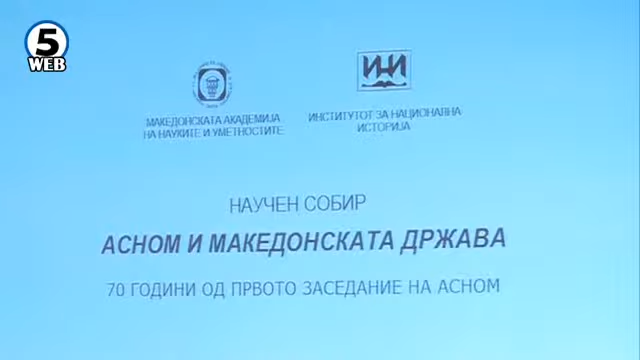 5
WEB
МАКЕДОНСКАТА АКАДЕМИЈА
НА НАУКИТЕ И УМЕТНОСТИТЕ
ИНИ
ИНСТИТУТОТ ЗА НАЦИОНАЛНА
ИСТОРИЈА
НАУЧЕН СОБИР
АСНОМ И МАКЕДОНСКАТА ДРЖАВА
70 ГОДИНИ ОД ПРВОТО ЗАСЕДАНИЕ НА АСНОМ